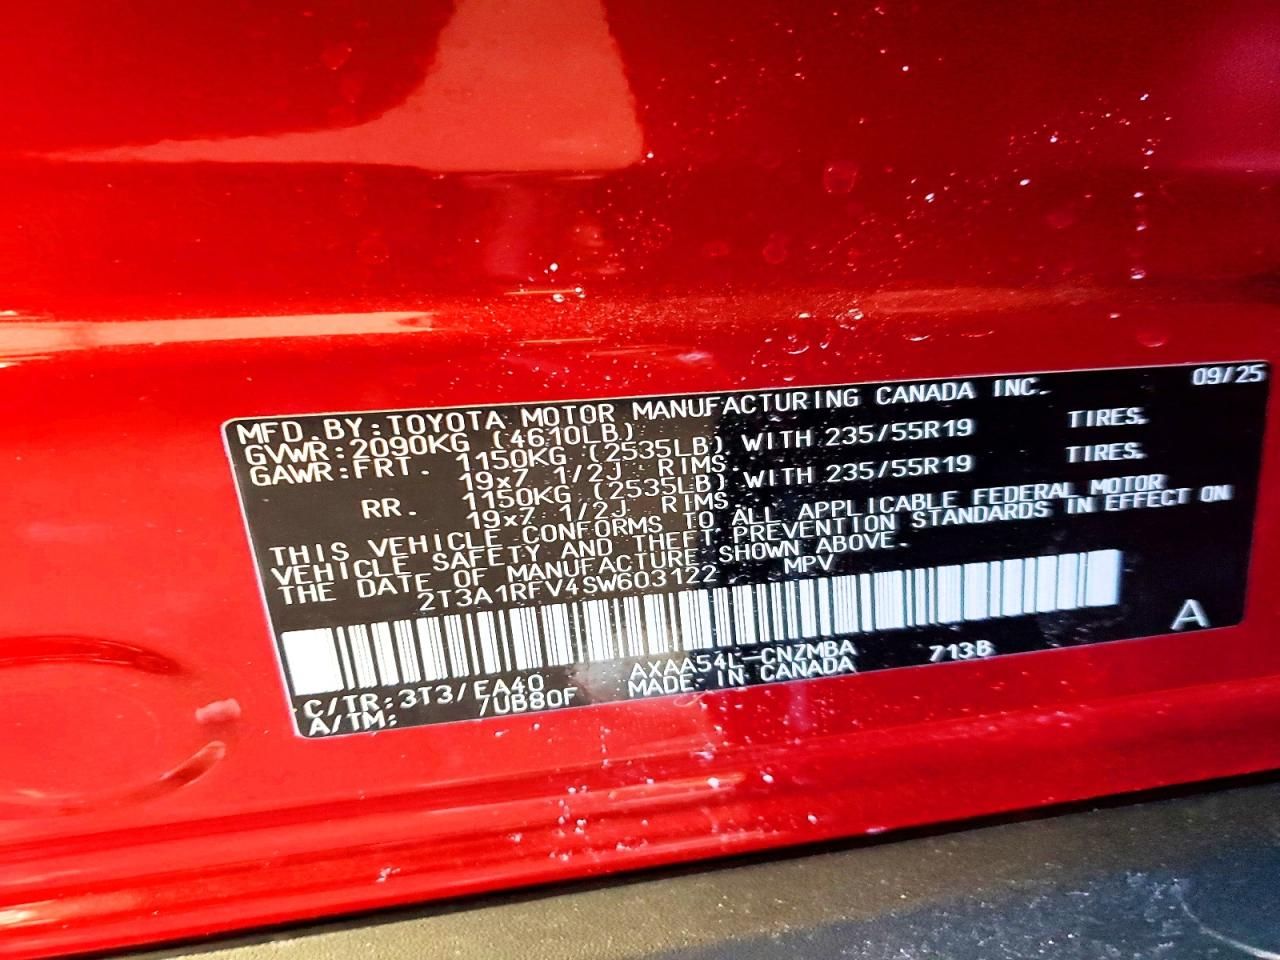 09/25
MFD.BY:TOYOTA MOTOR MANUFACTURING CANADA INC.
GVWR:2090KG (4610LB)
GAWR:FRT. 1150KG (2535LB) WITH 235/55R19 TIRES.
19x7 1/2J RIMS.
RR. 1150KG (2535LB) WITH 235/55R19 TIRES.
19x7 1/2J RIMS.
THIS VEHICLE CONFORMS TO ALL APPLICABLE FEDERAL MOTOR
VEHICLE SAFETY AND THEFT PREVENTION STANDARDS IN EFFECT ON
THE DATE OF MANUFACTURE SHOWN ABOVE.
2T3A1RFV4SW603122 MPV
A
C/TR:3T3/EA40 AXAA54L-CNZMBA 713B
A/TM: /UB80F MADE IN CANADA